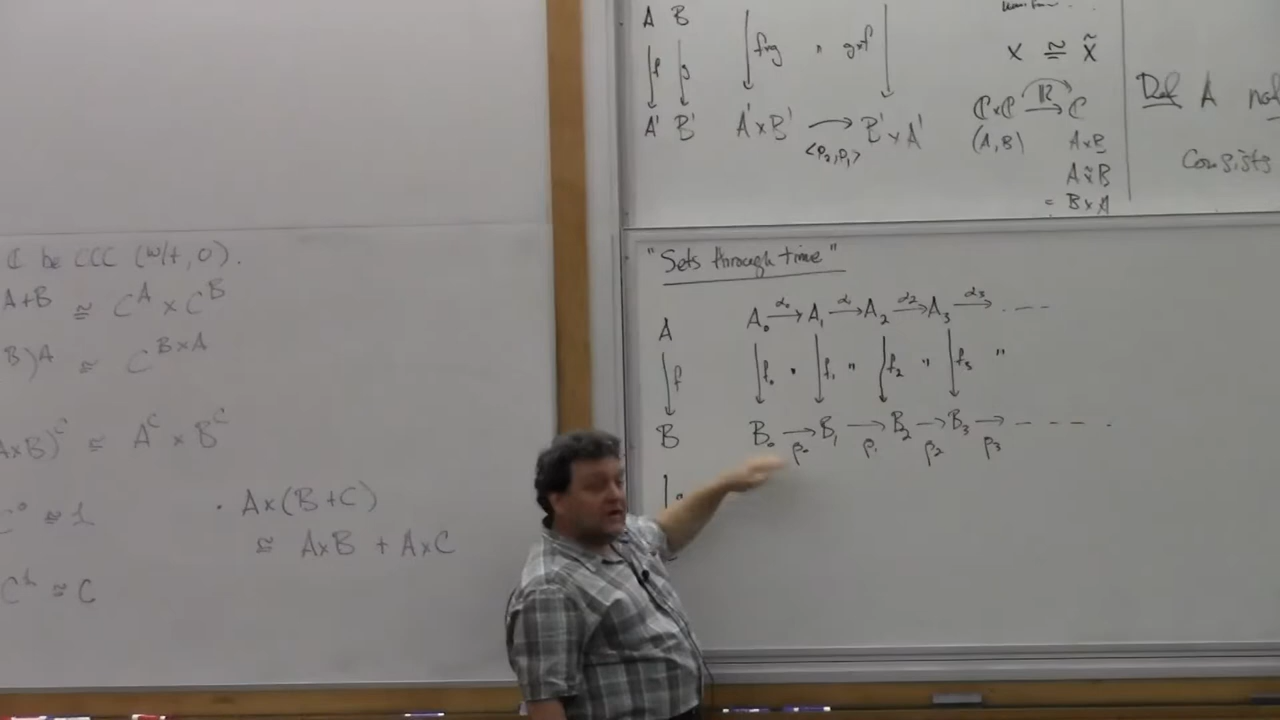 ℂ be CCC (w/+, 0).
A+B ≅ C^A × C^B
B)^A ≅ C^{B×A}
A×B)^C ≅ A^C × B^C
C^0 ≅ 1
C^1 ≅ C
· A×(B+C)
≅ A×B + A×C
A B
f g f×g " g×f
A' B' A'×B' → B'×A'
<p₂,p₁>
X ≅ X̃
ℂ×ℂ → ℂ
(A,B) A×B
A×̃B
= B×A
Def A
Consists
"Sets through time"
A A₀ →^{α₀} A₁ →^{α₁} A₂ →^{α₂} A₃ →^{α₃} . - - -
f f₀ " f₁ " f₂ " f₃ "
B B₀ → B₁ → B₂ → B₃ → - - - - .
β₀ β₁ β₂ β₃